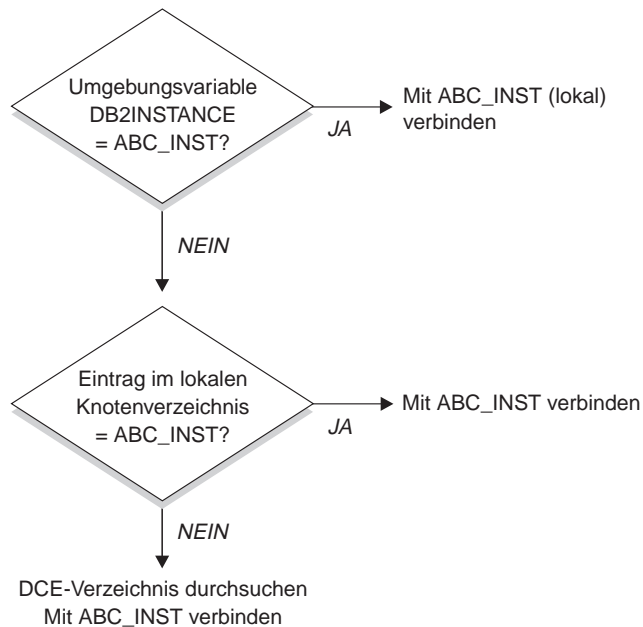 Umgebungsvariable
DB2INSTANCE
= ABC_INST?
JA
Mit ABC_INST (lokal)
verbinden
NEIN
Eintrag im lokalen
Knotenverzeichnis
= ABC_INST?
JA
Mit ABC_INST verbinden
NEIN
DCE-Verzeichnis durchsuchen
Mit ABC_INST verbinden